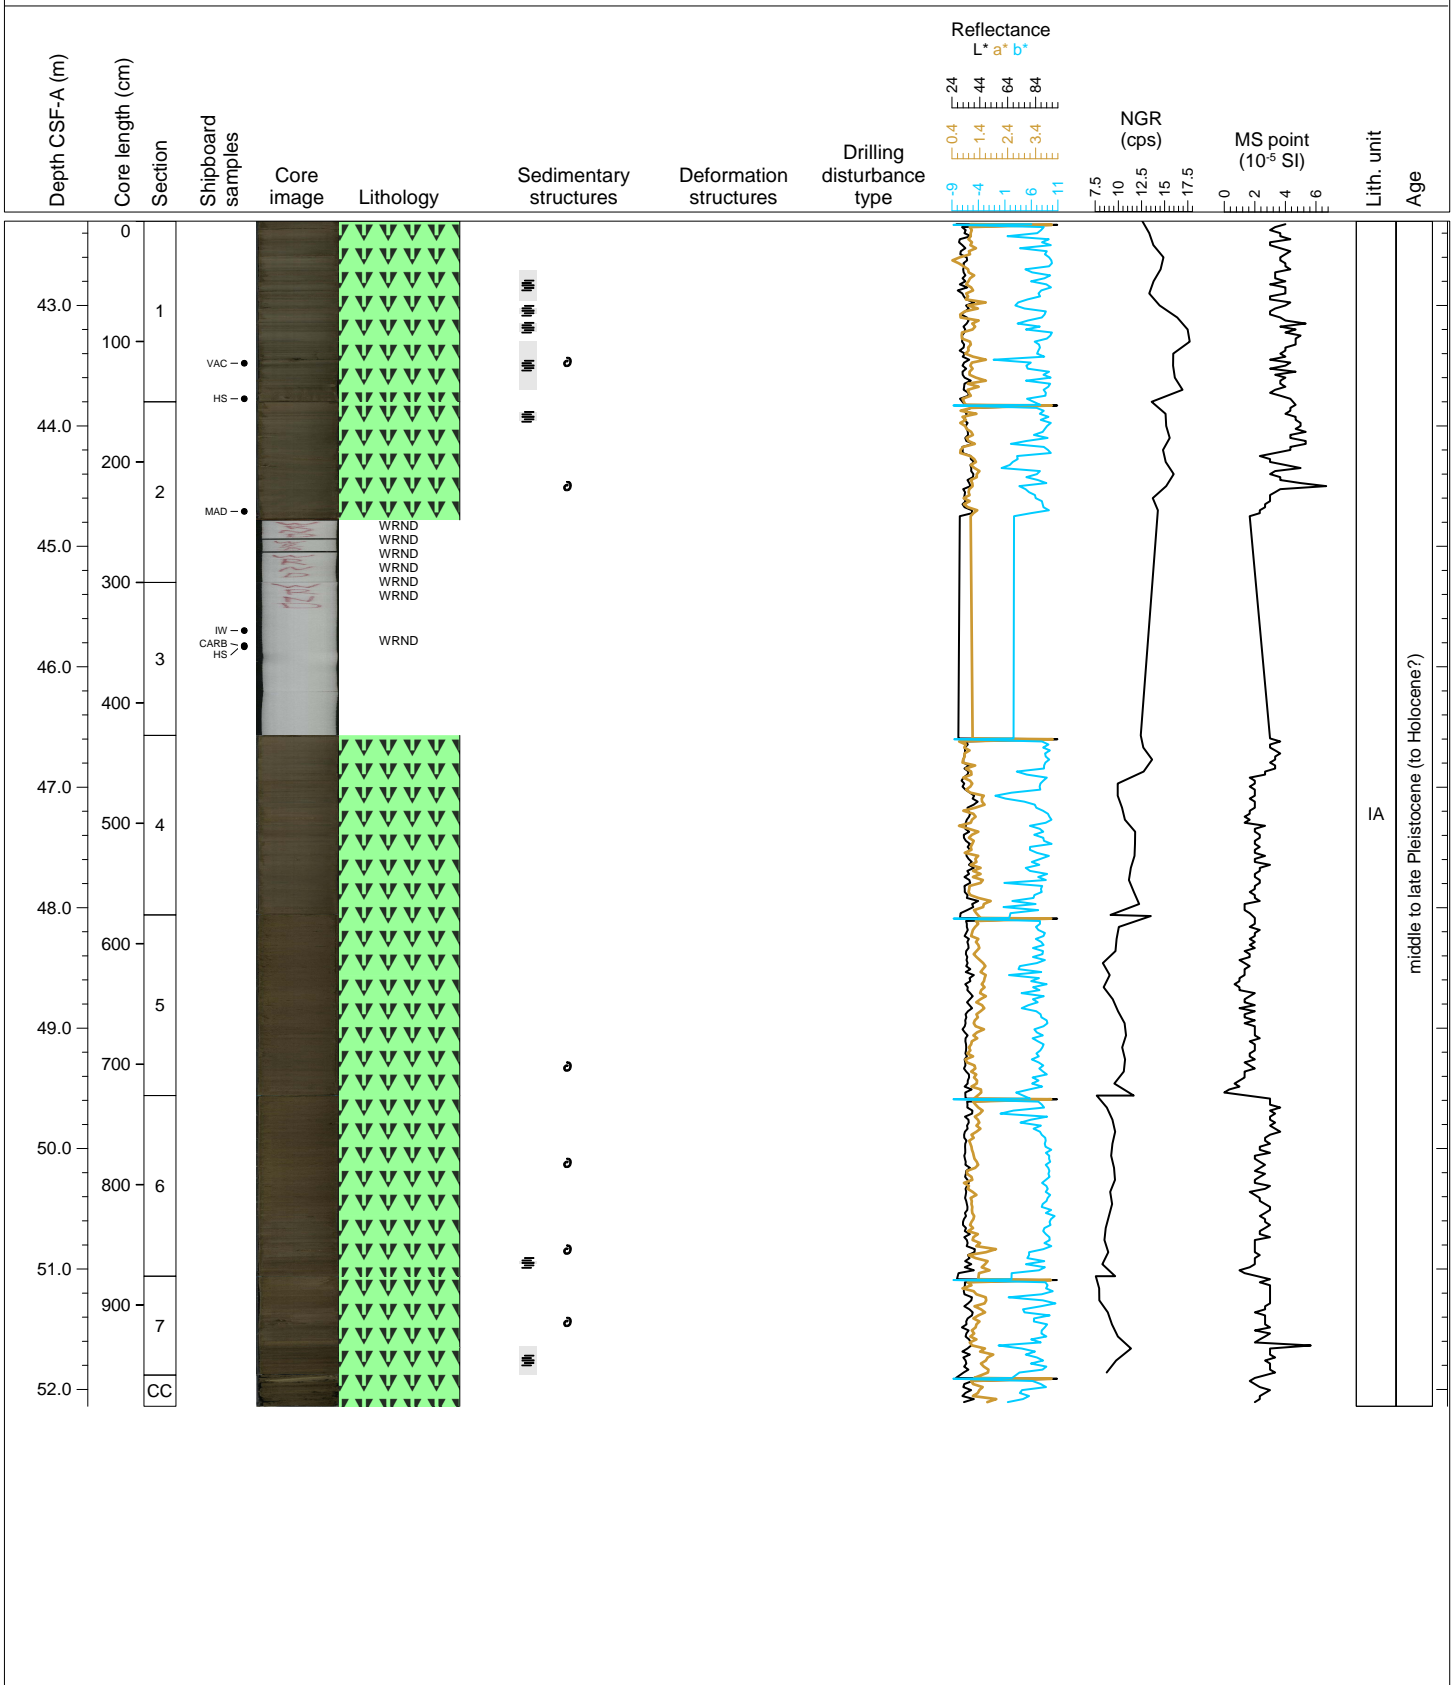 Reflectance
L* a* b*
24 44 64 84
0.4 1.4 2.4 3.4
-9 -4 1 6 11
NGR
(cps)
7.5 10 12.5 15 17.5
MS point
(10⁻⁵ SI)
0 2 4 6
Depth CSF-A (m)
Core length (cm)
Section
Shipboard
samples
Core
image
Lithology
Sedimentary
structures
Deformation
structures
Drilling
disturbance
type
Lith. unit
Age
0
43.0
1
100
VAC
HS
44.0
200
2
MAD
WRND
WRND
45.0
WRND
WRND
300
WRND
WRND
IW
CARB
HS
WRND
3
46.0
400
47.0
IA
500
4
48.0
600
middle to late Pleistocene (to Holocene?)
5
49.0
700
50.0
800
6
51.0
900
7
52.0
CC